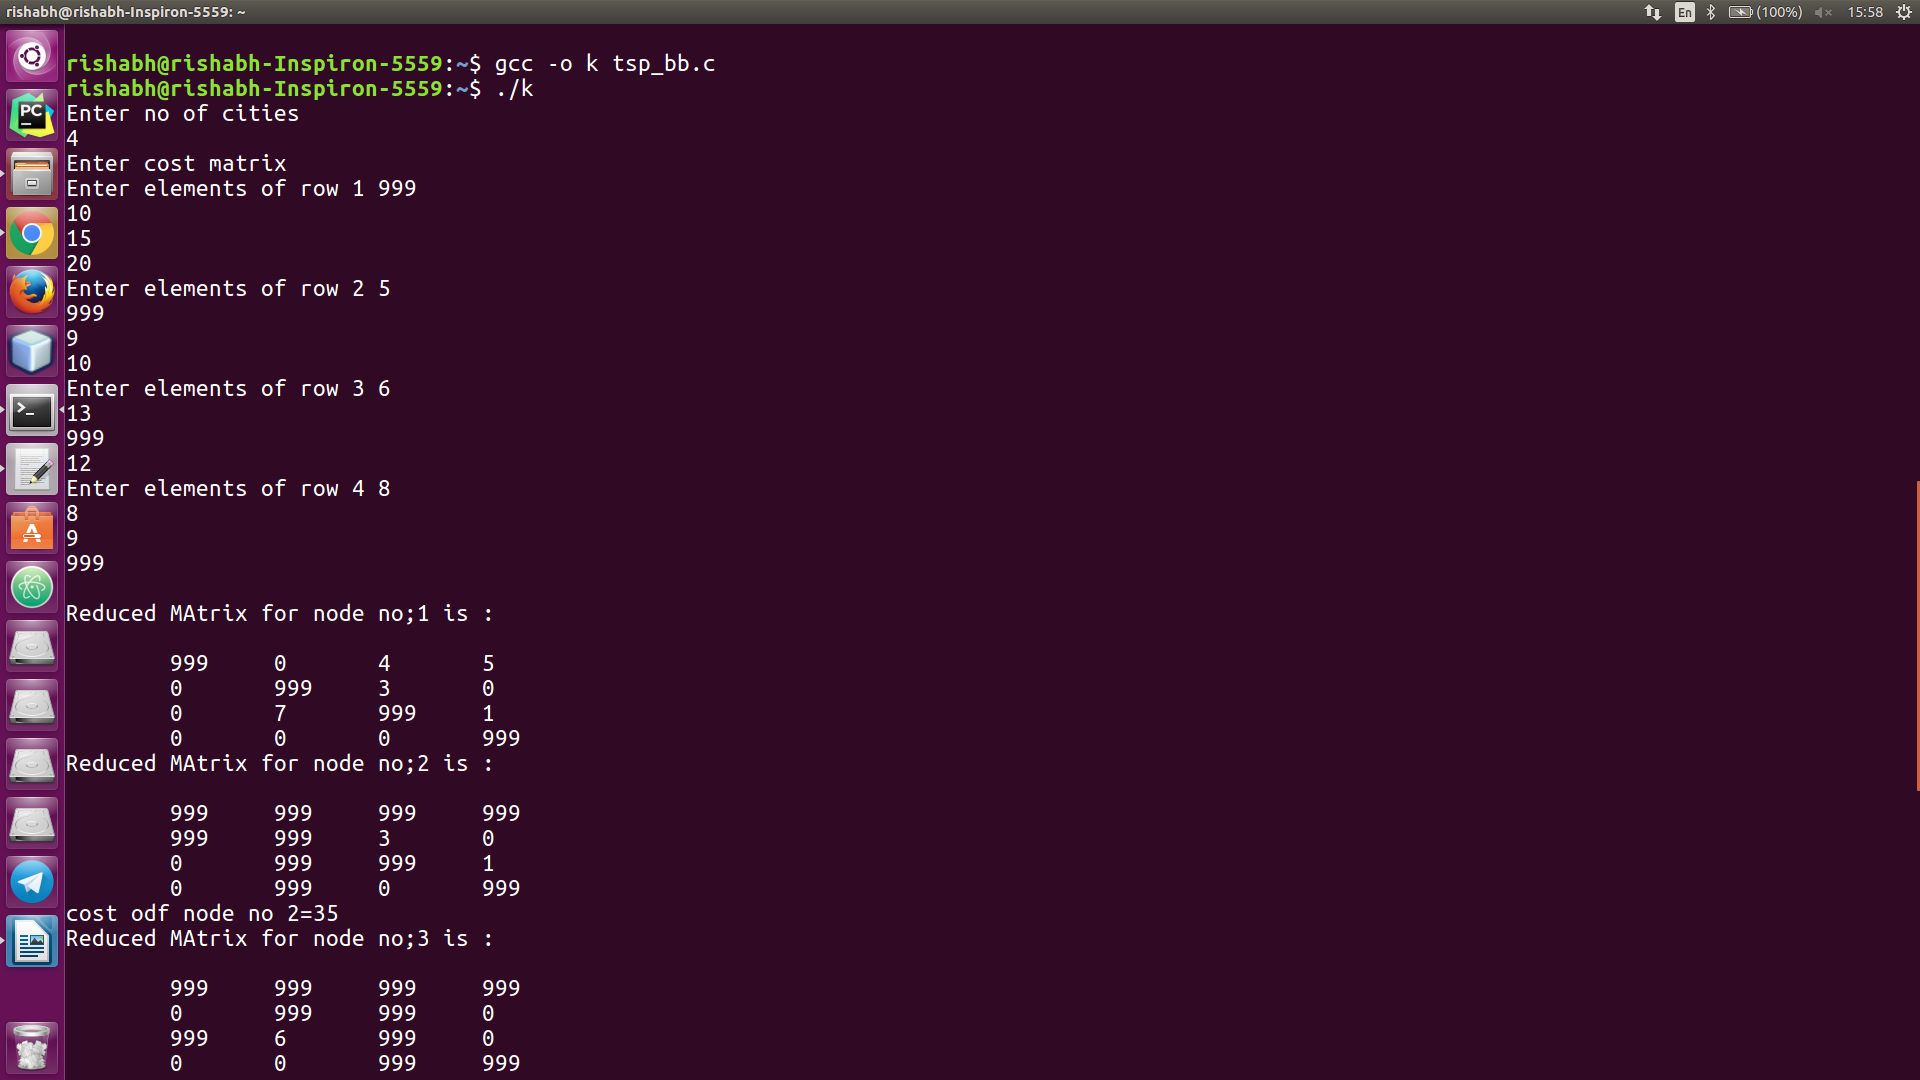 rishabh@rishabh-Inspiron-5559: ~
En (100%) 15:58
rishabh@rishabh-Inspiron-5559:~$ gcc -o k tsp_bb.c
rishabh@rishabh-Inspiron-5559:~$ ./k
Enter no of cities
4
Enter cost matrix
Enter elements of row 1 999
10
15
20
Enter elements of row 2 5
999
9
10
Enter elements of row 3 6
13
999
12
Enter elements of row 4 8
8
9
999
Reduced MAtrix for node no;1 is :
999 0 4 5
0 999 3 0
0 7 999 1
0 0 0 999
Reduced MAtrix for node no;2 is :
999 999 999 999
999 999 3 0
0 999 999 1
0 999 0 999
cost odf node no 2=35
Reduced MAtrix for node no;3 is :
999 999 999 999
0 999 999 0
999 6 999 0
0 0 999 999
PC